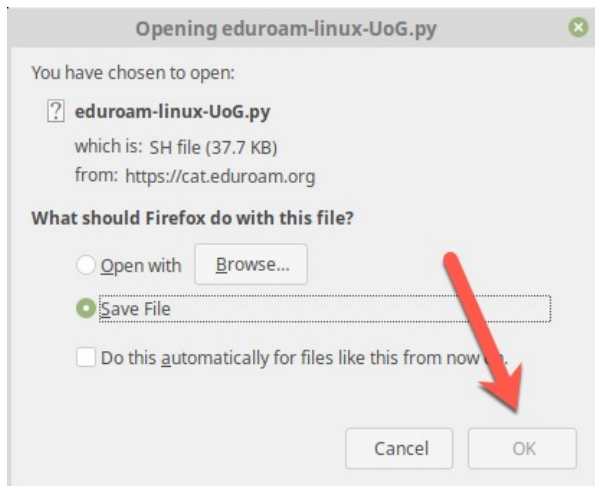 Opening eduroam-linux-UoG.py
You have chosen to open:
eduroam-linux-UoG.py
which is: SH file (37.7 KB)
from: https://cat.eduroam.org
What should Firefox do with this file?
Open with Browse...
Save File
Do this automatically for files like this from now on.
Cancel OK